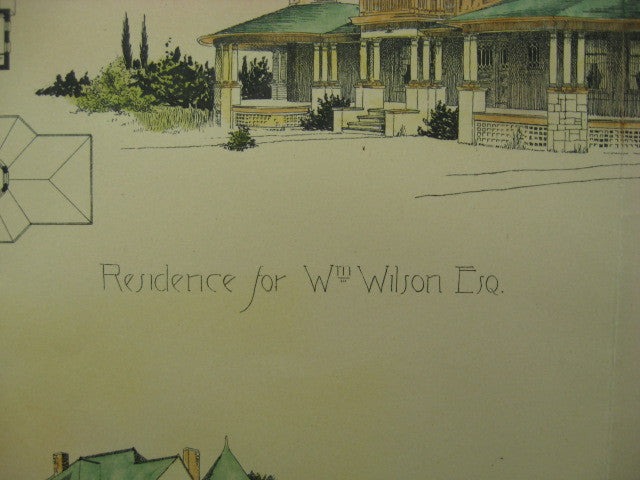 Residence for Wm Wilson Esq.